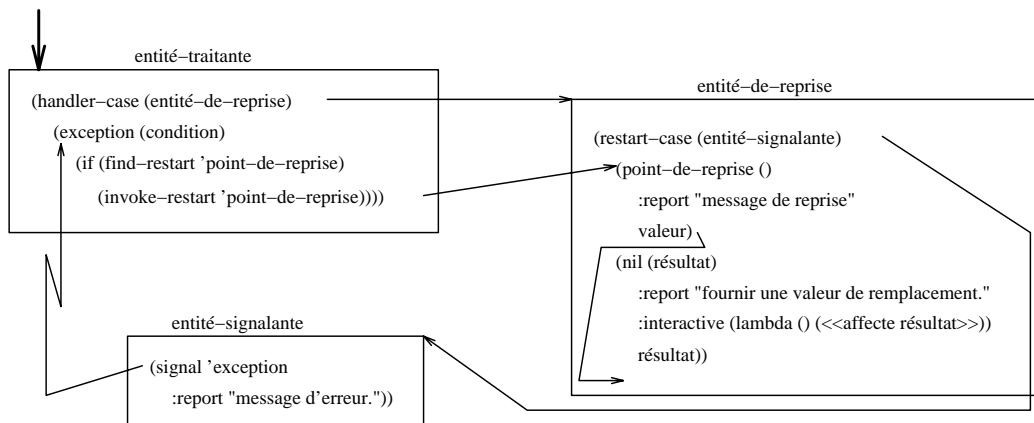 entité−traitante
(handler−case (entité−de−reprise)
(exception (condition)
(if (find−restart ’point−de−reprise)
(invoke−restart ’point−de−reprise))))
entité−de−reprise
(restart−case (entité−signalante)
(point−de−reprise ()
:report "message de reprise"
valeur)
(nil (résultat)
:report "fournir une valeur de remplacement."
:interactive (lambda () (<<affecte résultat>>))
résultat))
entité−signalante
(signal ’exception
:report "message d’erreur."))